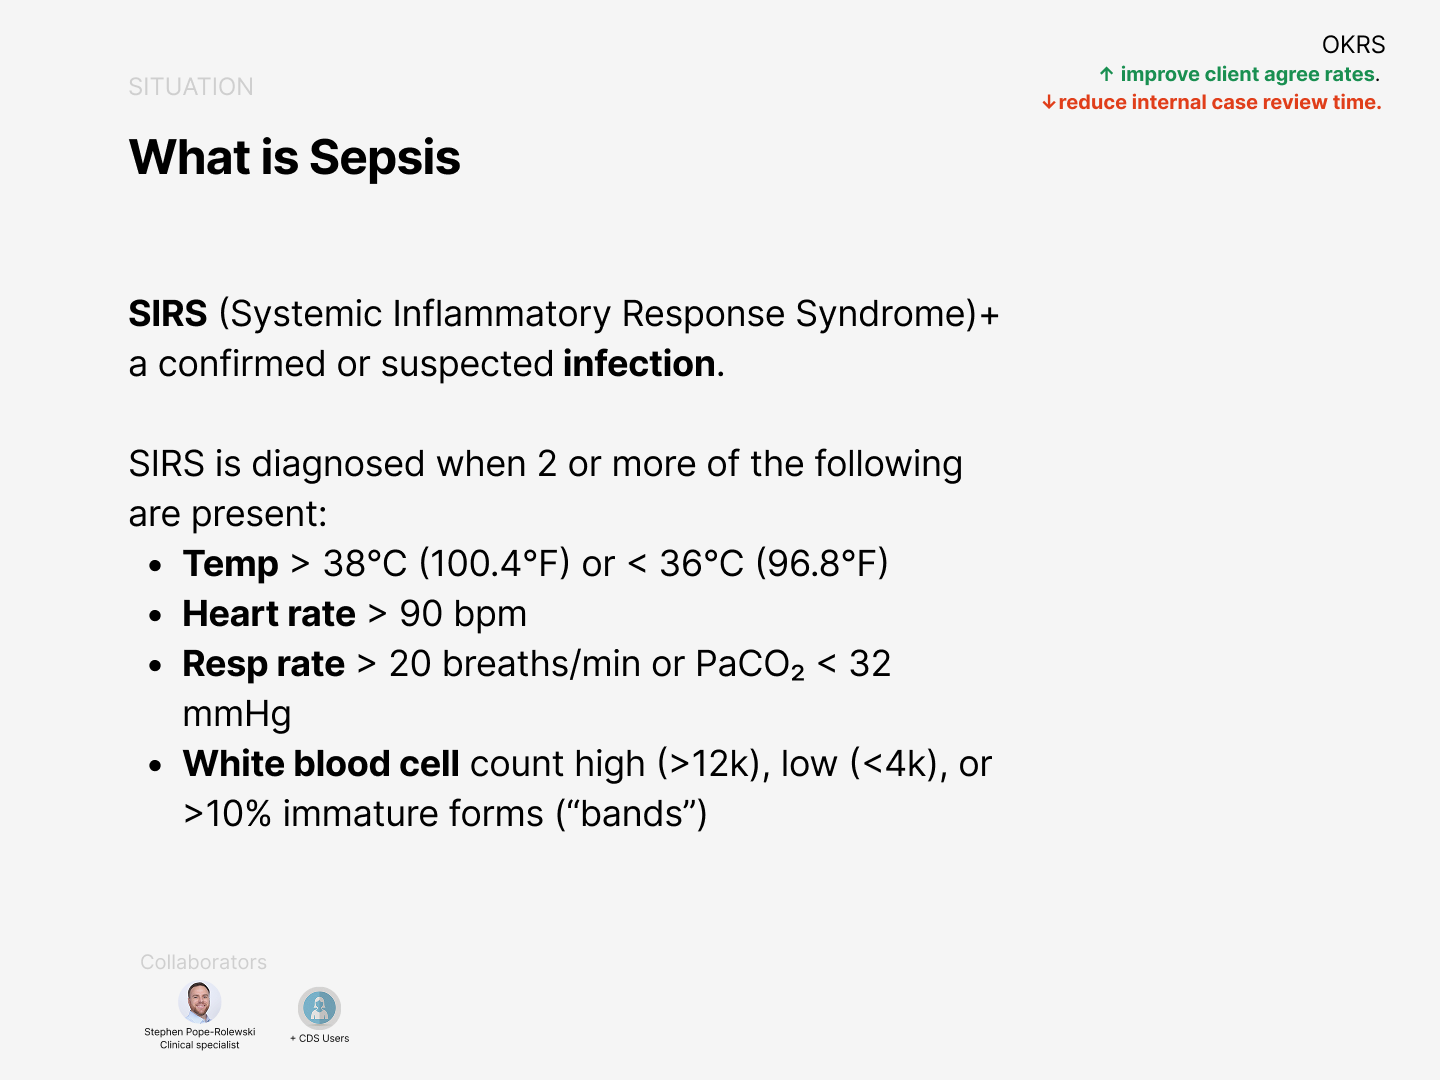 OKRS
↑ improve client agree rates.
↓reduce internal case review time.
SITUATION
What is Sepsis
SIRS (Systemic Inflammatory Response Syndrome)+
a confirmed or suspected infection.
SIRS is diagnosed when 2 or more of the following
are present:
• Temp > 38°C (100.4°F) or < 36°C (96.8°F)
• Heart rate > 90 bpm
• Resp rate > 20 breaths/min or PaCO₂ < 32
mmHg
• White blood cell count high (>12k), low (<4k), or
>10% immature forms (“bands”)
Collaborators
Stephen Pope-Rolewski
Clinical specialist
+ CDS Users